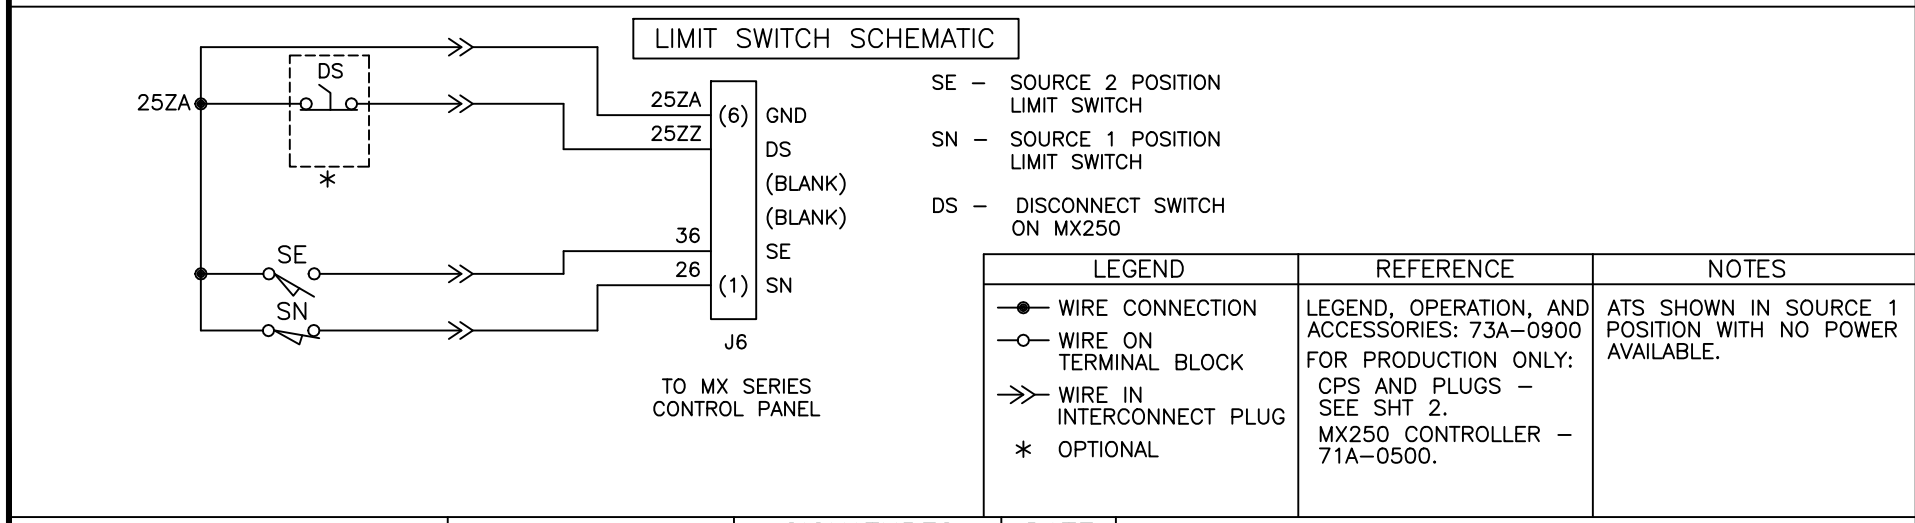 LIMIT SWITCH SCHEMATIC
DS
25ZA
*
SE
SN
25ZA
25ZZ
36
26
(6) GND
DS
(BLANK)
(BLANK)
SE
(1) SN
J6
TO MX SERIES
CONTROL PANEL
SE – SOURCE 2 POSITION
LIMIT SWITCH
SN – SOURCE 1 POSITION
LIMIT SWITCH
DS – DISCONNECT SWITCH
ON MX250
LEGEND
WIRE CONNECTION
WIRE ON
TERMINAL BLOCK
WIRE IN
INTERCONNECT PLUG
* OPTIONAL
REFERENCE
LEGEND, OPERATION, AND
ACCESSORIES: 73A–0900
FOR PRODUCTION ONLY:
CPS AND PLUGS –
SEE SHT 2.
MX250 CONTROLLER –
71A–0500.
NOTES
ATS SHOWN IN SOURCE 1
POSITION WITH NO POWER
AVAILABLE.